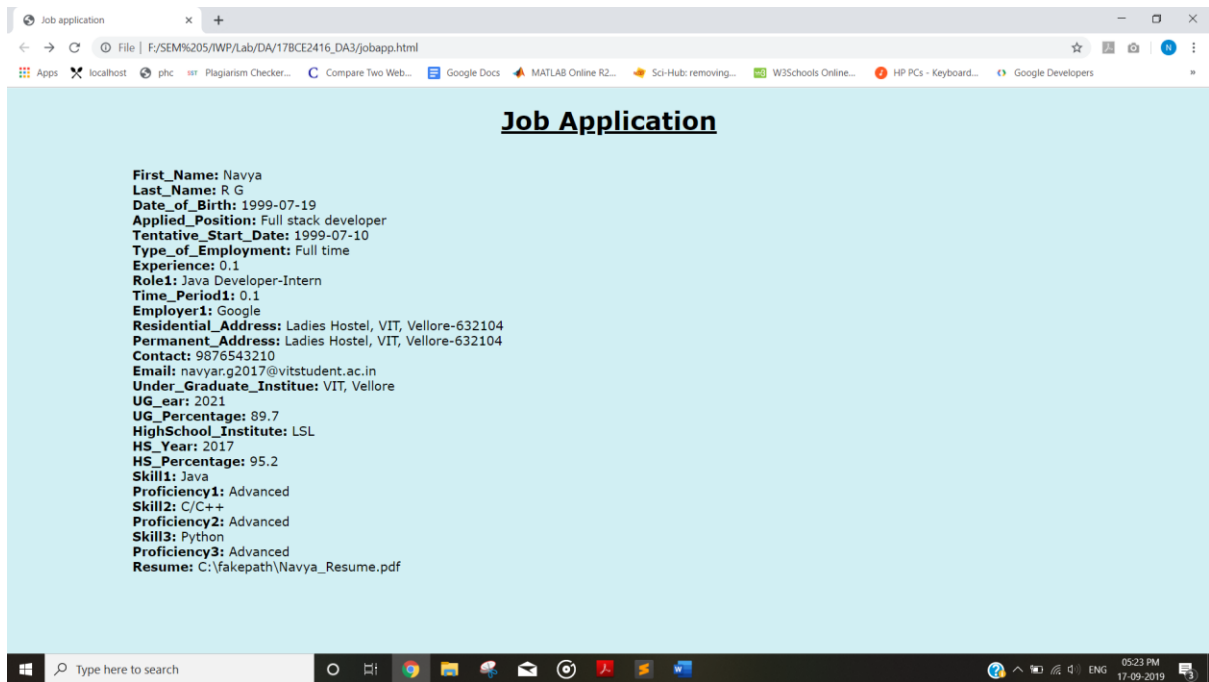 Job application
File | F:/SEM%205/IWP/Lab/DA/17BCE2416_DA3/jobapp.html
Apps localhost phc Plagiarism Checker... Compare Two Web... Google Docs MATLAB Online R2... Sci-Hub: removing... W3Schools Online... HP PCs - Keyboard... Google Developers
Job Application
First_Name: Navya
Last_Name: R G
Date_of_Birth: 1999-07-19
Applied_Position: Full stack developer
Tentative_Start_Date: 1999-07-10
Type_of_Employment: Full time
Experience: 0.1
Role1: Java Developer-Intern
Time_Period1: 0.1
Employer1: Google
Residential_Address: Ladies Hostel, VIT, Vellore-632104
Permanent_Address: Ladies Hostel, VIT, Vellore-632104
Contact: 9876543210
Email: navyar.g2017@vitstudent.ac.in
Under_Graduate_Institue: VIT, Vellore
UG_ear: 2021
UG_Percentage: 89.7
HighSchool_Institute: LSL
HS_Year: 2017
HS_Percentage: 95.2
Skill1: Java
Proficiency1: Advanced
Skill2: C/C++
Proficiency2: Advanced
Skill3: Python
Proficiency3: Advanced
Resume: C:\fakepath\Navya_Resume.pdf
Type here to search
ENG 05:23 PM
17-09-2019